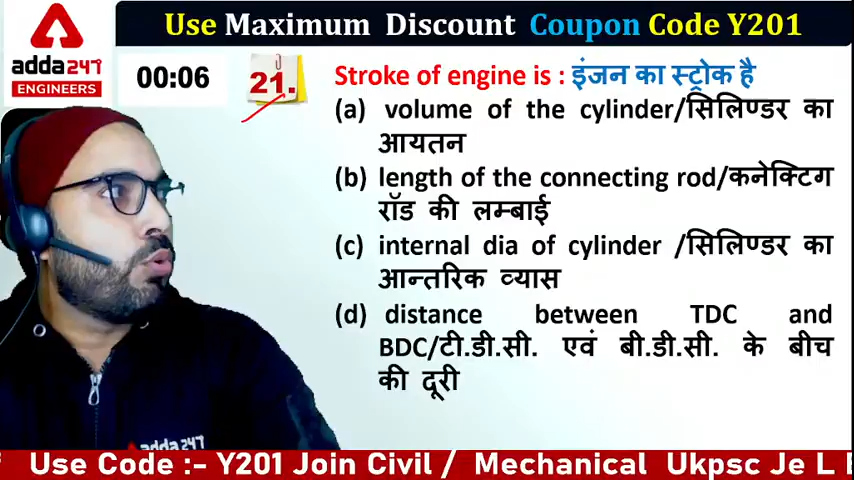 Use Maximum Discount Coupon Code Y201
adda247
ENGINEERS
00:06
21.
Stroke of engine is : इंजन का स्ट्रोक है
(a) volume of the cylinder/सिलिण्डर का
आयतन
(b) length of the connecting rod/कनेक्टिग
रॉड की लम्बाई
(c) internal dia of cylinder /सिलिण्डर का
आन्तरिक व्यास
(d) distance between TDC and
BDC/टी.डी.सी. एवं बी.डी.सी. के बीच
की दूरी
adda247
Use Code :- Y201 Join Civil / Mechanical Ukpsc Je L